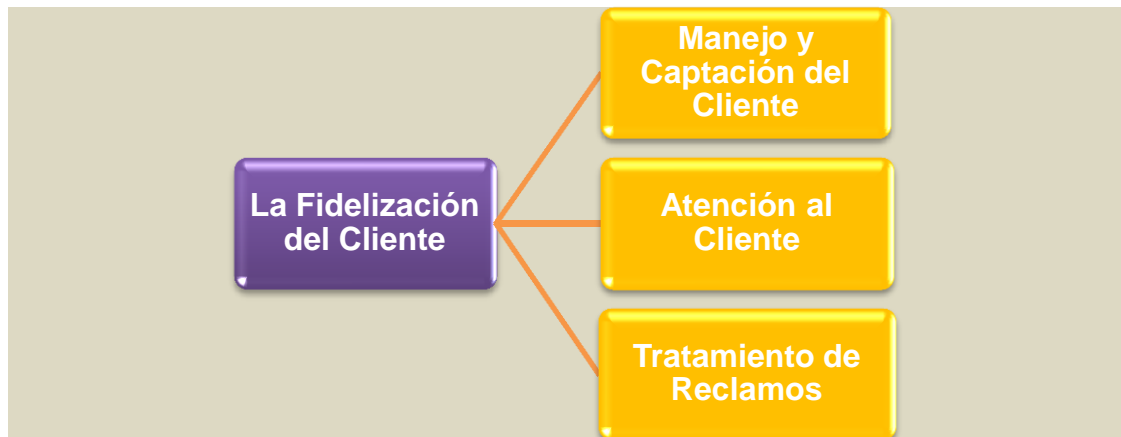 Manejo y
Captación del
Cliente
La Fidelización
del Cliente
Atención al
Cliente
Tratamiento de
Reclamos